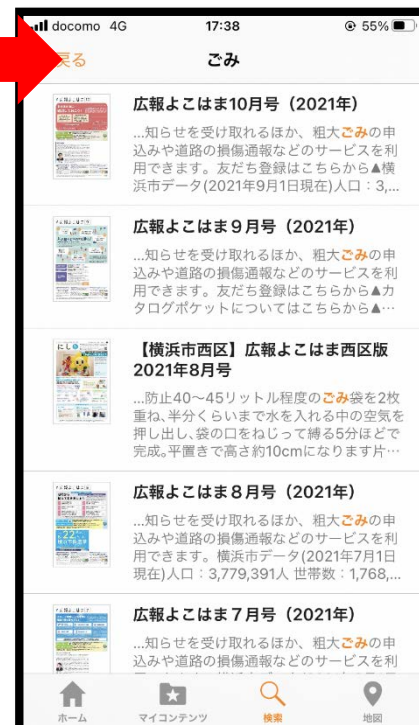 docomo 4G 17:38 55%
戻る ごみ
広報よこはま10月号（2021年）
...知らせを受け取れるほか、粗大ごみの申
込みや道路の損傷通報などのサービスを利
用できます。友だち登録はこちらから▲横
浜市データ(2021年9月1日現在)人口：3,...
広報よこはま９月号（2021年）
...知らせを受け取れるほか、粗大ごみの申
込みや道路の損傷通報などのサービスを利
用できます。友だち登録はこちらから▲カ
タログポケットについてはこちらから▲…
【横浜市西区】広報よこはま西区版
2021年8月号
...防止40～45リットル程度のごみ袋を2枚
重ね､半分くらいまで水を入れる中の空気を
押し出し､袋の口をねじって縛る5分ほどで
完成｡平置きで高さ約10cmになります片…
広報よこはま８月号（2021年）
...知らせを受け取れるほか、粗大ごみの申
込みや道路の損傷通報などのサービスを利
用できます。横浜市データ(2021年7月1日
現在)人口：3,779,391人 世帯数：1,768,...
広報よこはま７月号（2021年）
...知らせを受け取れるほか、粗大ごみの申
込みや道路の損傷通報などのサービスを利
ホーム マイコンテンツ 検索 地図